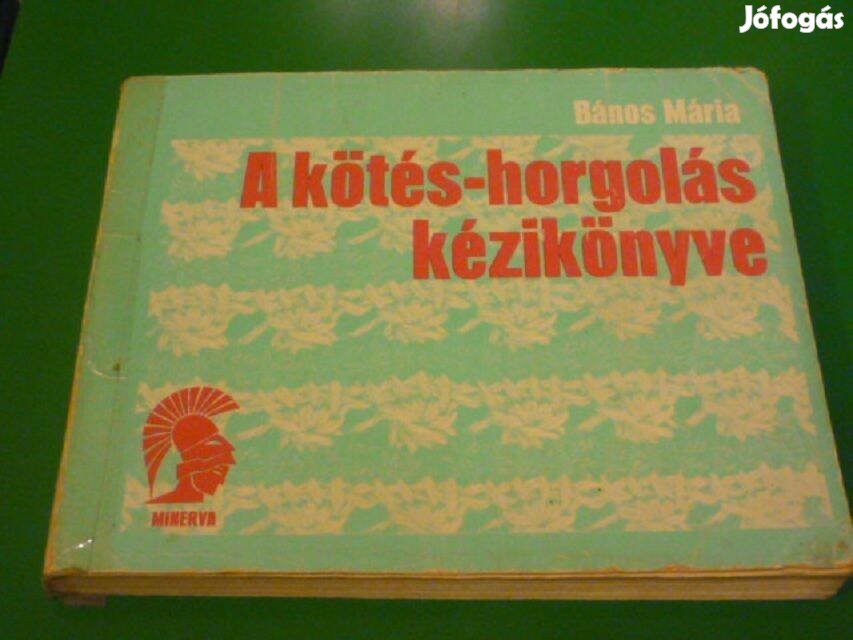 Jófogás
Bános Mária
A kötés-horgolás
kézikönyve
MINERVA